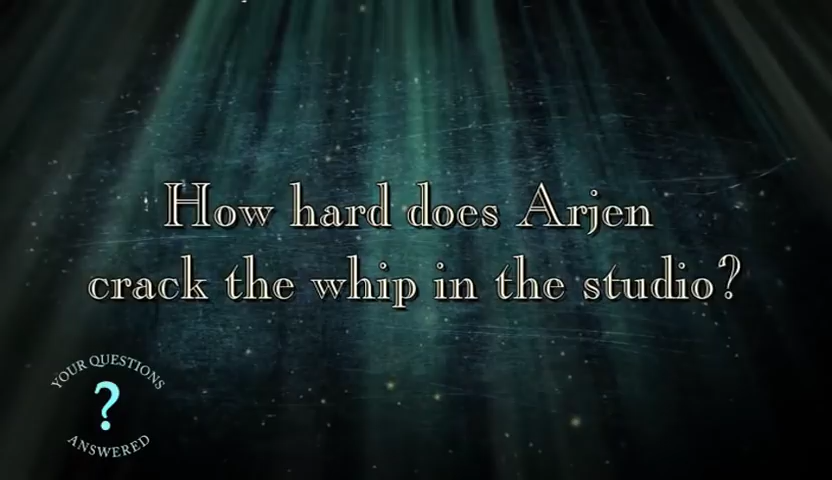 How hard does Arjen
crack the whip in the studio?
YOUR QUESTIONS
?
ANSWERED